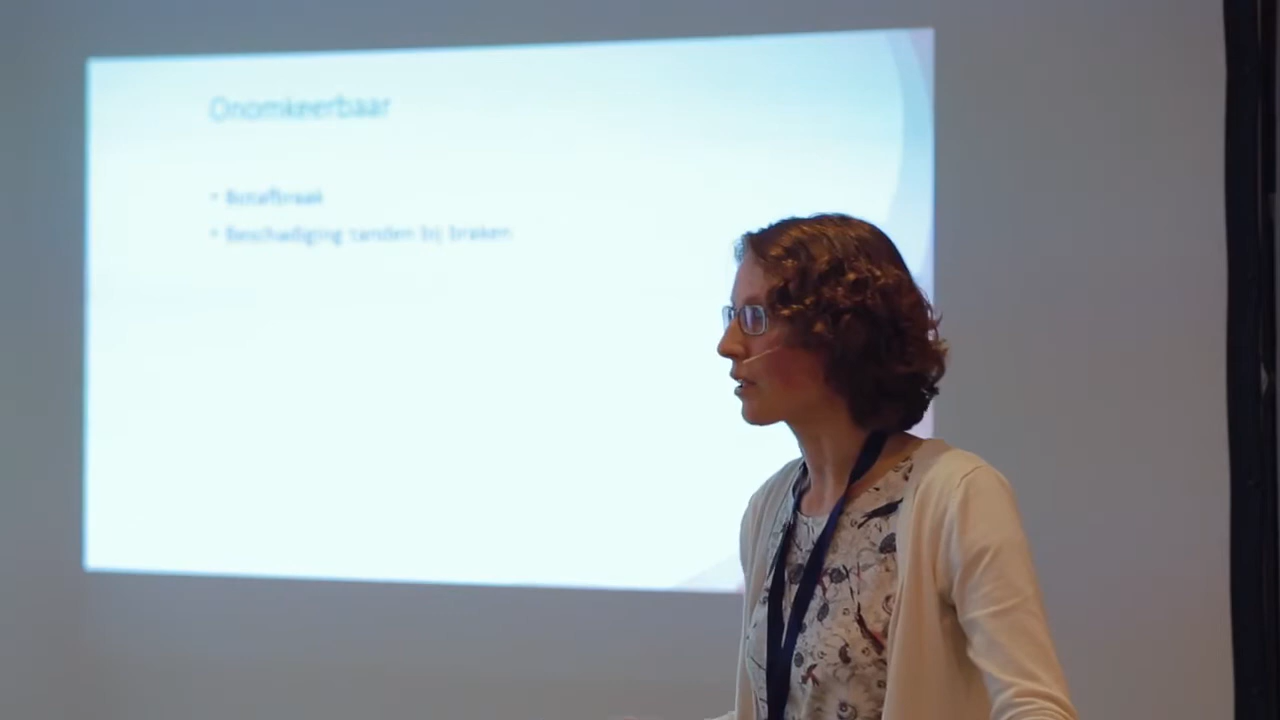 Onomkeerbaar
• Botafbraak
• Beschadiging tanden bij braken